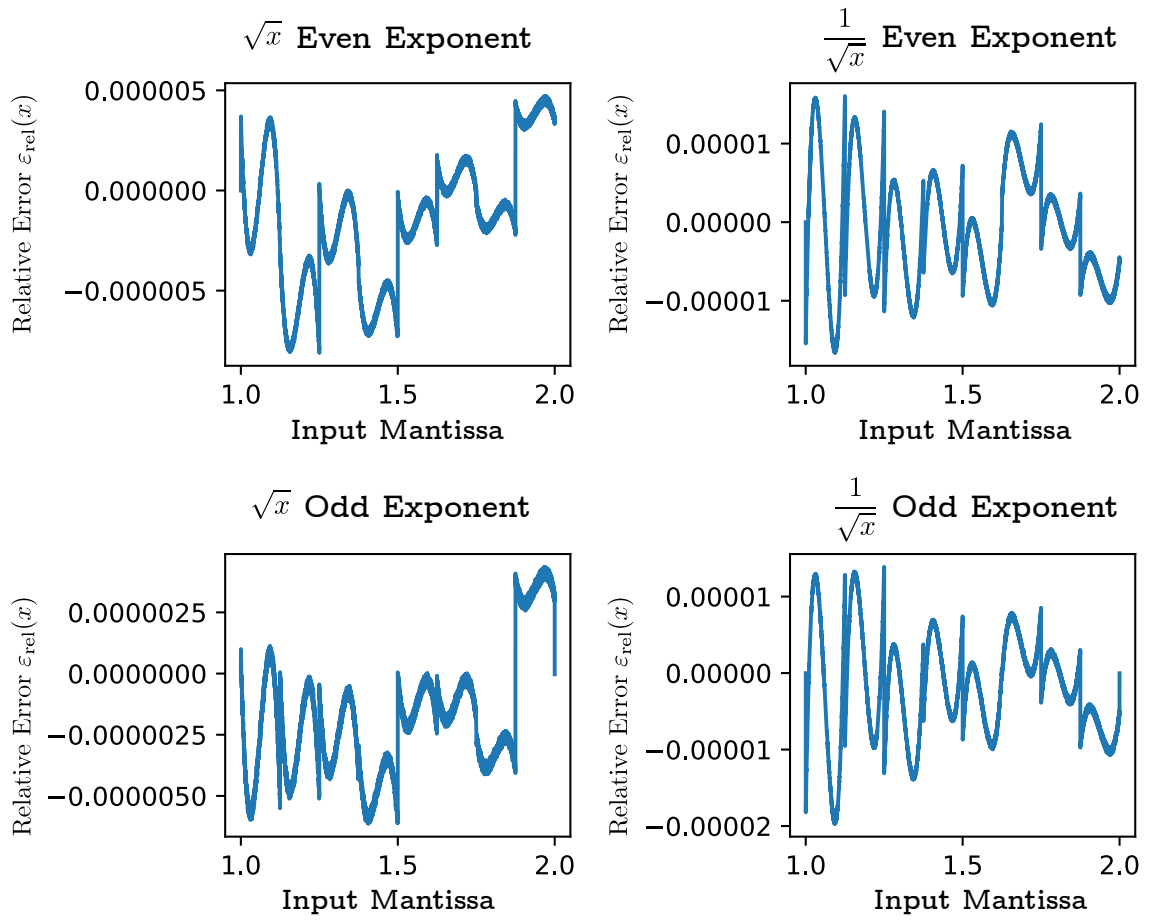 √x Even Exponent
Relative Error ε_rel(x)
0.000005
0.000000
−0.000005
1.0 1.5 2.0
Input Mantissa
1/√x Even Exponent
Relative Error ε_rel(x)
0.00001
0.00000
−0.00001
1.0 1.5 2.0
Input Mantissa
√x Odd Exponent
Relative Error ε_rel(x)
0.0000025
0.0000000
−0.0000025
−0.0000050
1.0 1.5 2.0
Input Mantissa
1/√x Odd Exponent
Relative Error ε_rel(x)
0.00001
0.00000
−0.00001
−0.00002
1.0 1.5 2.0
Input Mantissa